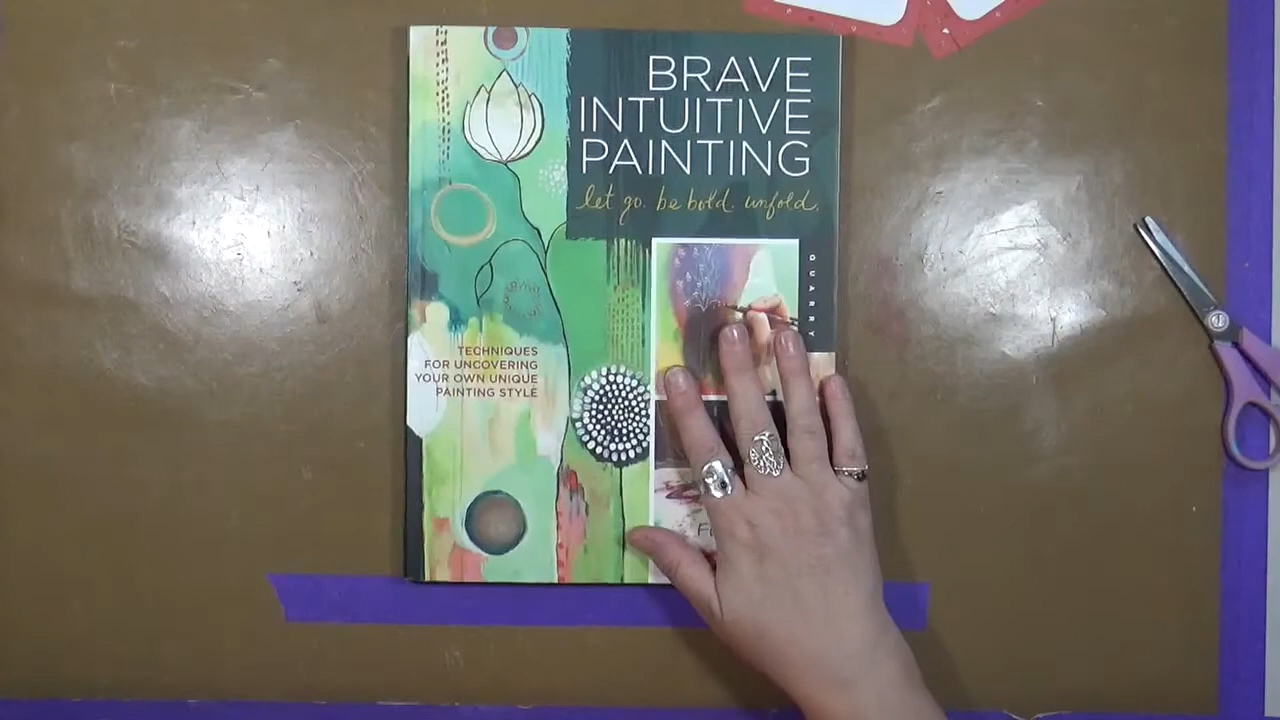 BRAVE
INTUITIVE
PAINTING
let go. be bold. unfold.
QUARRY
TECHNIQUES
FOR UNCOVERING
YOUR OWN UNIQUE
PAINTING STYLE